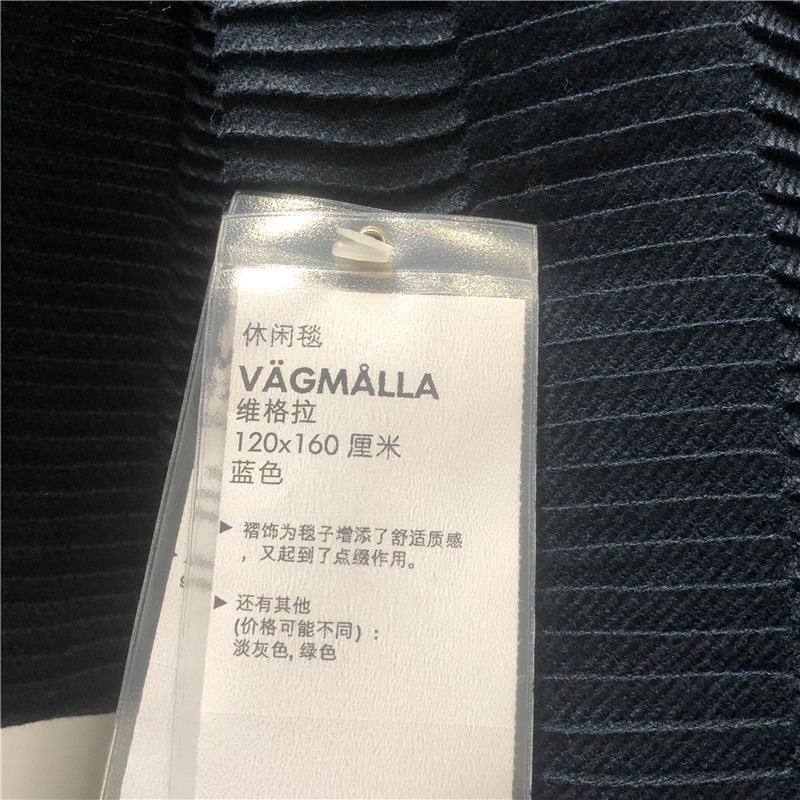 休闲毯
VÄGMÅLLA
维格拉
120x160 厘米
蓝色
▶ 褶饰为毯子增添了舒适质感
，又起到了点缀作用。
▶ 还有其他
(价格可能不同)：
淡灰色, 绿色